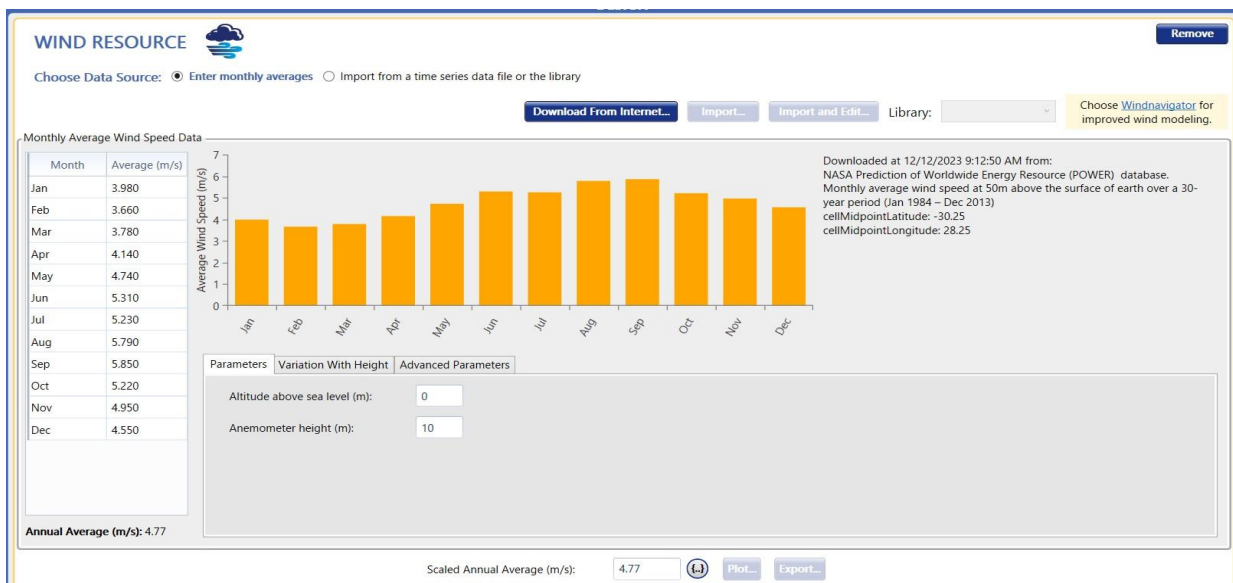 WIND RESOURCE
Remove
Choose Data Source: Enter monthly averages Import from a time series data file or the library
Download From Internet... Import... Import and Edit... Library:
Choose Windnavigator for
improved wind modeling.
Monthly Average Wind Speed Data
Month Average (m/s)
Jan 3.980
Feb 3.660
Mar 3.780
Apr 4.140
May 4.740
Jun 5.310
Jul 5.230
Aug 5.790
Sep 5.850
Oct 5.220
Nov 4.950
Dec 4.550
Annual Average (m/s): 4.77
Average Wind Speed (m/s)
7
6
5
4
3
2
1
0
Jan Feb Mar Apr May Jun Jul Aug Sep Oct Nov Dec
Downloaded at 12/12/2023 9:12:50 AM from:
NASA Prediction of Worldwide Energy Resource (POWER) database.
Monthly average wind speed at 50m above the surface of earth over a 30-
year period (Jan 1984 – Dec 2013)
cellMidpointLatitude: -30.25
cellMidpointLongitude: 28.25
Parameters Variation With Height Advanced Parameters
Altitude above sea level (m): 0
Anemometer height (m): 10
Scaled Annual Average (m/s): 4.77 {..} Plot... Export...